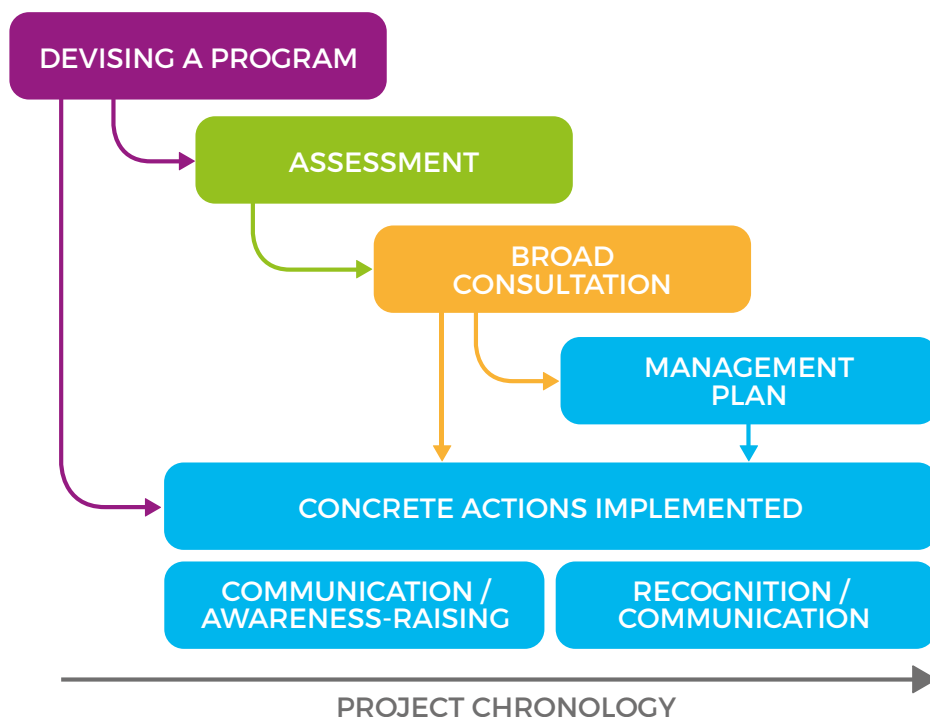 DEVISING A PROGRAM
ASSESSMENT
BROAD
CONSULTATION
MANAGEMENT
PLAN
CONCRETE ACTIONS IMPLEMENTED
COMMUNICATION /
AWARENESS-RAISING
RECOGNITION /
COMMUNICATION
PROJECT CHRONOLOGY